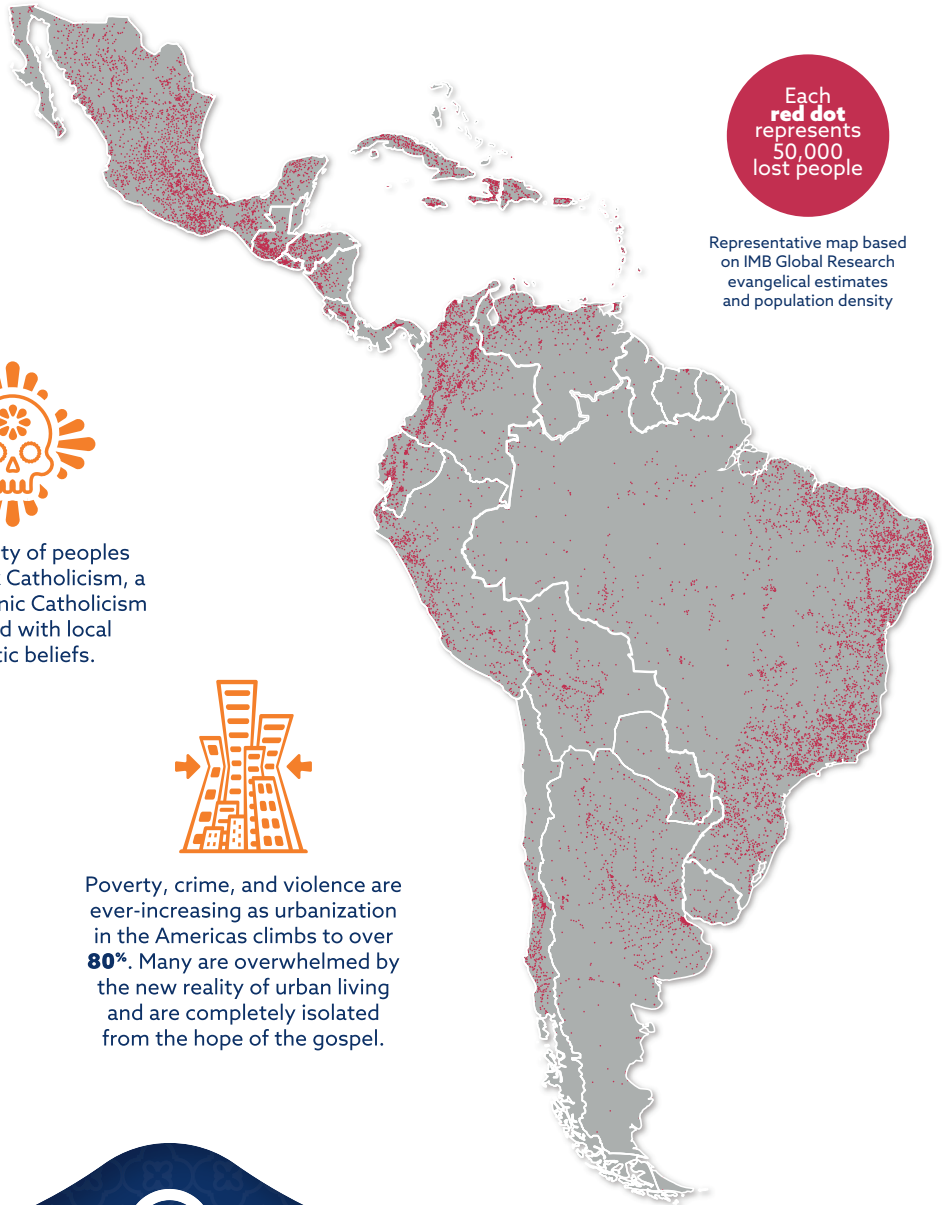 Each
red dot
represents
50,000
lost people
Representative map based
on IMB Global Research
evangelical estimates
and population density
ty of peoples
Catholicism, a
nic Catholicism
d with local
tic beliefs.
Poverty, crime, and violence are
ever-increasing as urbanization
in the Americas climbs to over
80%. Many are overwhelmed by
the new reality of urban living
and are completely isolated
from the hope of the gospel.